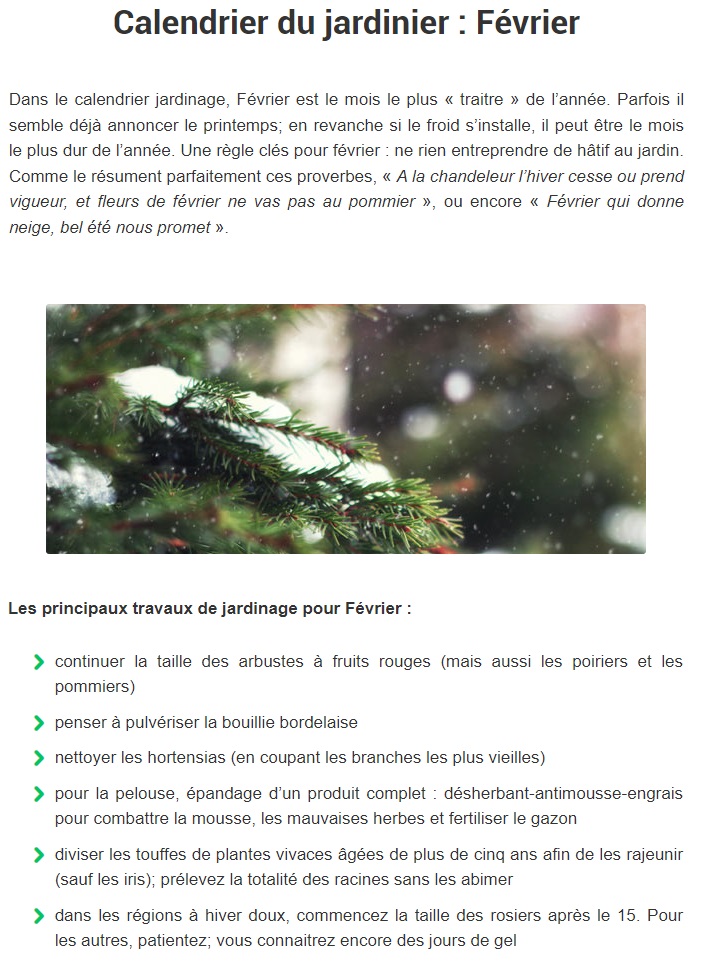 Calendrier du jardinier : Février
Dans le calendrier jardinage, Février est le mois le plus « traitre » de l’année. Parfois il
semble déjà annoncer le printemps; en revanche si le froid s’installe, il peut être le mois
le plus dur de l’année. Une règle clés pour février : ne rien entreprendre de hâtif au jardin.
Comme le résument parfaitement ces proverbes, « A la chandeleur l’hiver cesse ou prend
vigueur, et fleurs de février ne vas pas au pommier », ou encore « Février qui donne
neige, bel été nous promet ».
Les principaux travaux de jardinage pour Février :
continuer la taille des arbustes à fruits rouges (mais aussi les poiriers et les
pommiers)
penser à pulvériser la bouillie bordelaise
nettoyer les hortensias (en coupant les branches les plus vieilles)
pour la pelouse, épandage d’un produit complet : désherbant-antimousse-engrais
pour combattre la mousse, les mauvaises herbes et fertiliser le gazon
diviser les touffes de plantes vivaces âgées de plus de cinq ans afin de les rajeunir
(sauf les iris); prélevez la totalité des racines sans les abimer
dans les régions à hiver doux, commencez la taille des rosiers après le 15. Pour
les autres, patientez; vous connaitrez encore des jours de gel